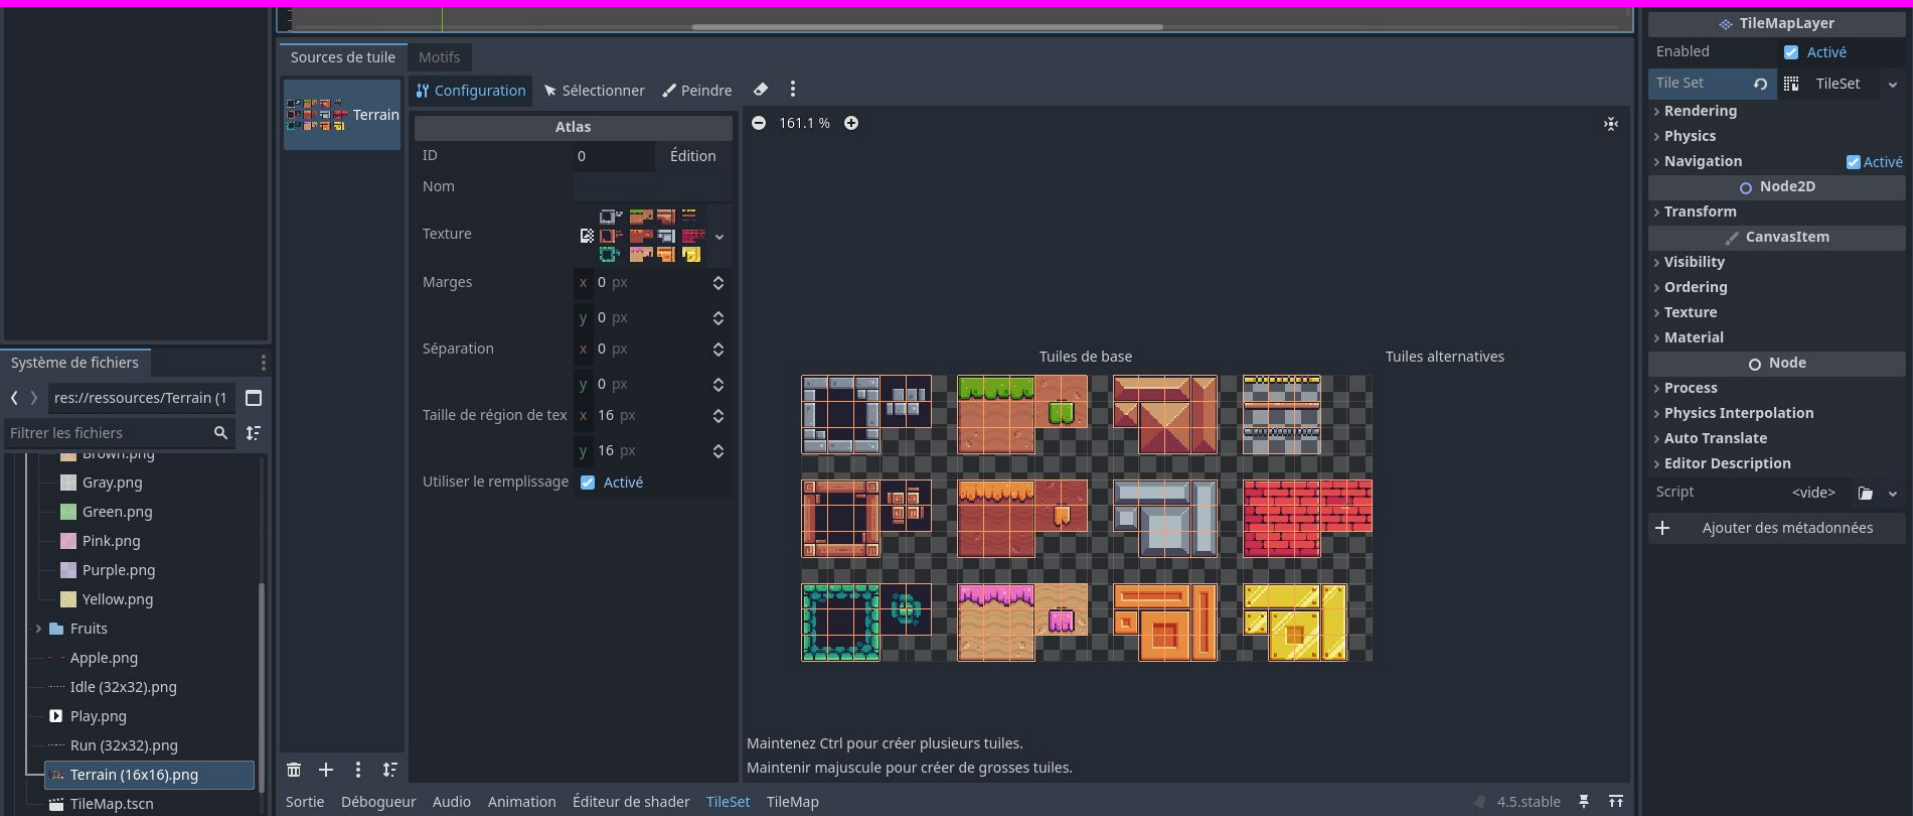 Sources de tuile
Motifs
Terrain
Configuration
Sélectionner
Peindre
Atlas
ID
0
Édition
Nom
Texture
Marges
x 0 px
y 0 px
Séparation
x 0 px
y 0 px
Taille de région de tex
x 16 px
y 16 px
Utiliser le remplissage
Activé
161.1 %
Tuiles de base
Tuiles alternatives
Maintenez Ctrl pour créer plusieurs tuiles.
Maintenir majuscule pour créer de grosses tuiles.
Système de fichiers
res://ressources/Terrain (1
Filtrer les fichiers
Brown.png
Gray.png
Green.png
Pink.png
Purple.png
Yellow.png
Fruits
Apple.png
Idle (32x32).png
Play.png
Run (32x32).png
Terrain (16x16).png
TileMap.tscn
Sortie
Débogueur
Audio
Animation
Éditeur de shader
TileSet
TileMap
4.5.stable
TileMapLayer
Enabled
Activé
Tile Set
TileSet
Rendering
Physics
Navigation
Activé
Node2D
Transform
CanvasItem
Visibility
Ordering
Texture
Material
Node
Process
Physics Interpolation
Auto Translate
Editor Description
Script
<vide>
Ajouter des métadonnées